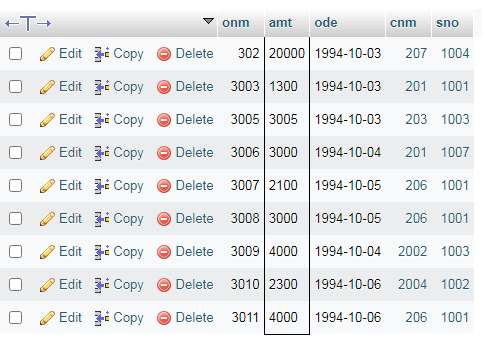 onm amt ode cnm sno
Edit Copy Delete 302 20000 1994-10-03 207 1004
Edit Copy Delete 3003 1300 1994-10-03 201 1001
Edit Copy Delete 3005 3005 1994-10-03 203 1003
Edit Copy Delete 3006 3000 1994-10-04 201 1007
Edit Copy Delete 3007 2100 1994-10-05 206 1001
Edit Copy Delete 3008 3000 1994-10-05 206 1001
Edit Copy Delete 3009 4000 1994-10-04 2002 1003
Edit Copy Delete 3010 2300 1994-10-06 2004 1002
Edit Copy Delete 3011 4000 1994-10-06 206 1001